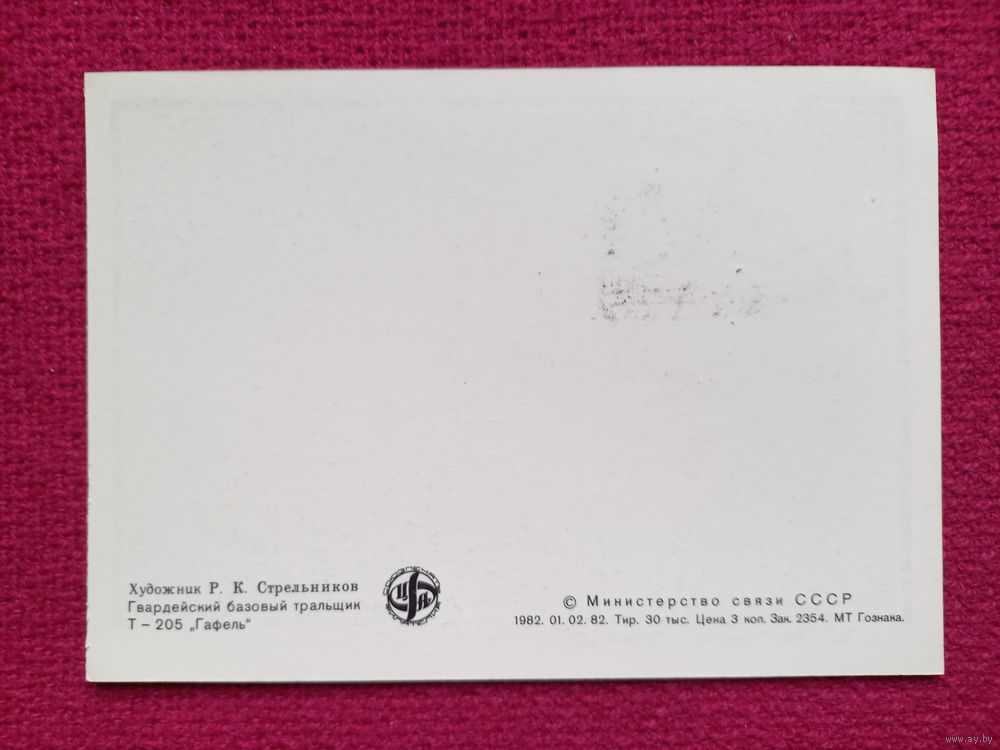 Художник Р. К. Стрельников
Гвардейский базовый тральщик
Т – 205 „Гафель“
© Министерство связи СССР
1982. 01. 02. 82. Тир. 30 тыс. Цена 3 коп. Зак. 2354. МТ Гознака.
www.ay.by